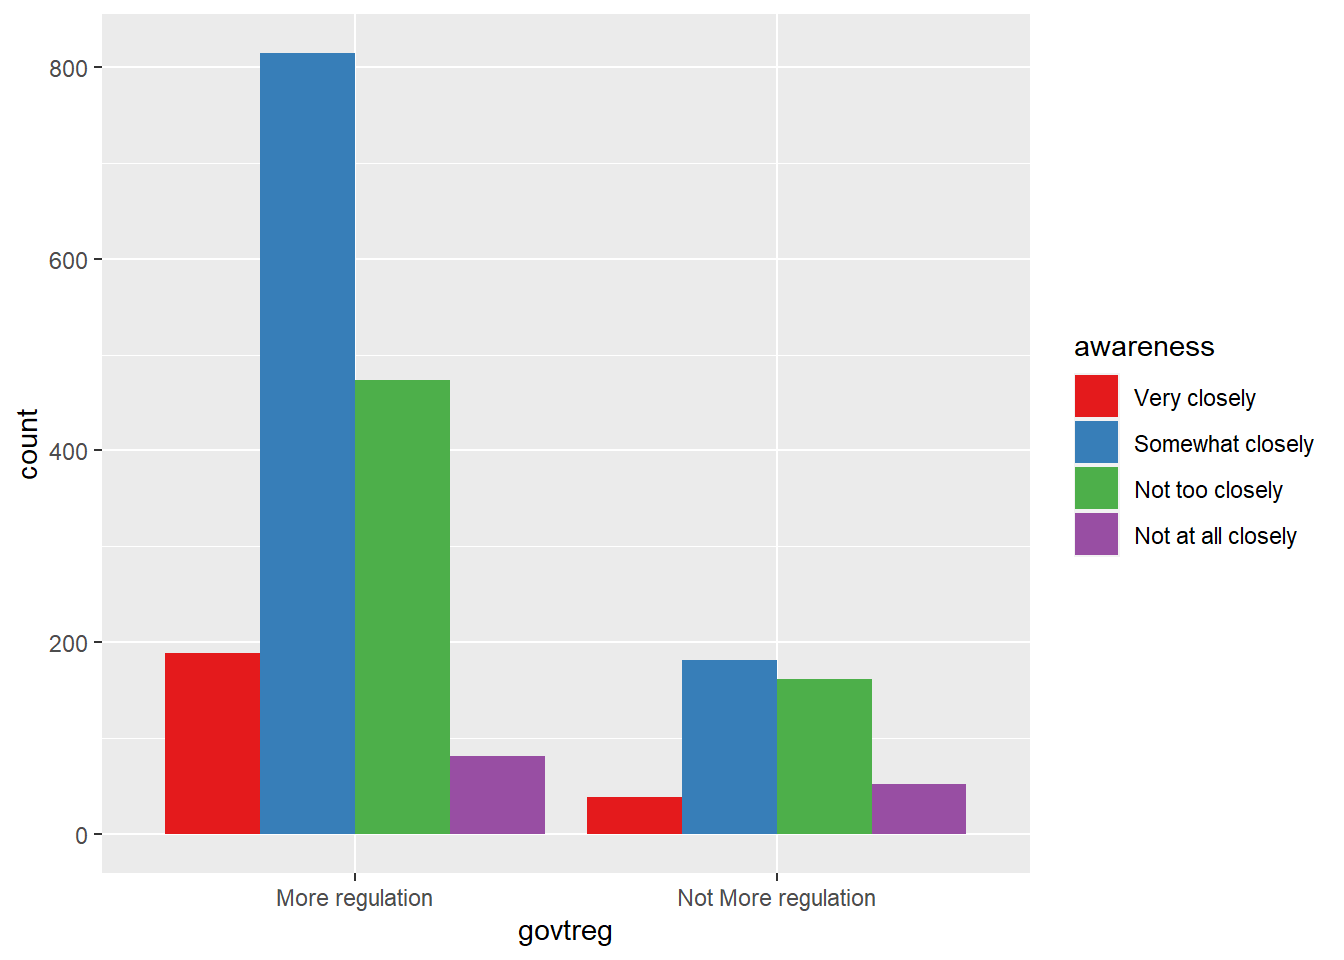 800
600
400
200
0
count
More regulation
Not More regulation
govtreg
awareness
Very closely
Somewhat closely
Not too closely
Not at all closely